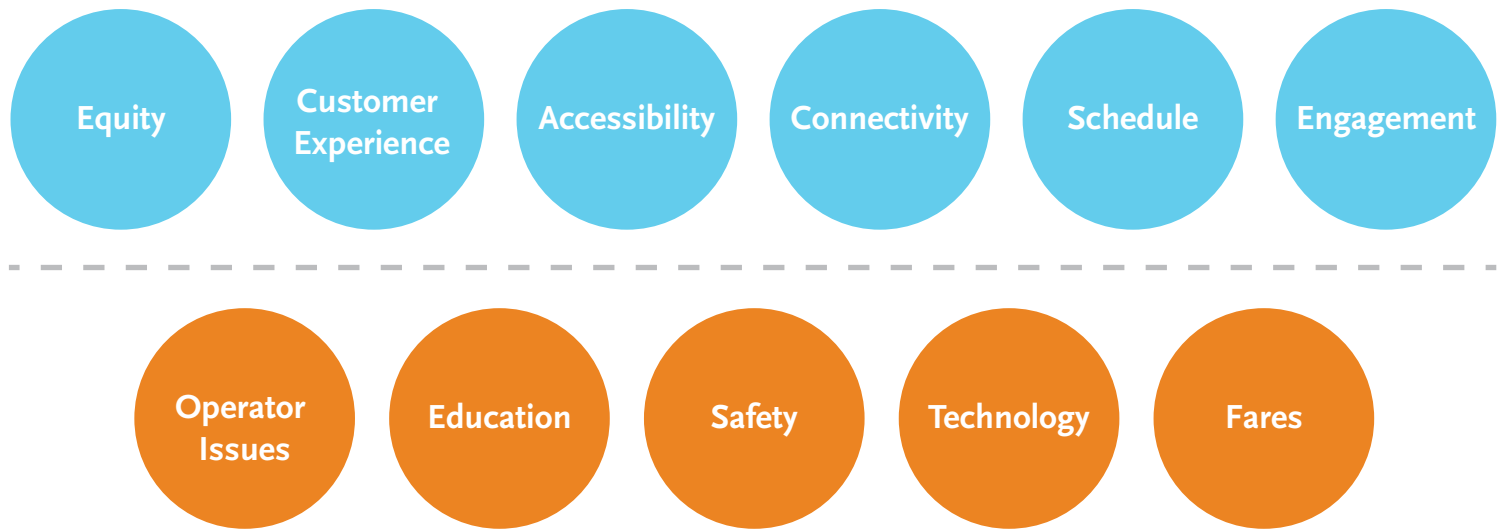 Equity
Customer
Experience
Accessibility
Connectivity
Schedule
Engagement
Operator
Issues
Education
Safety
Technology
Fares